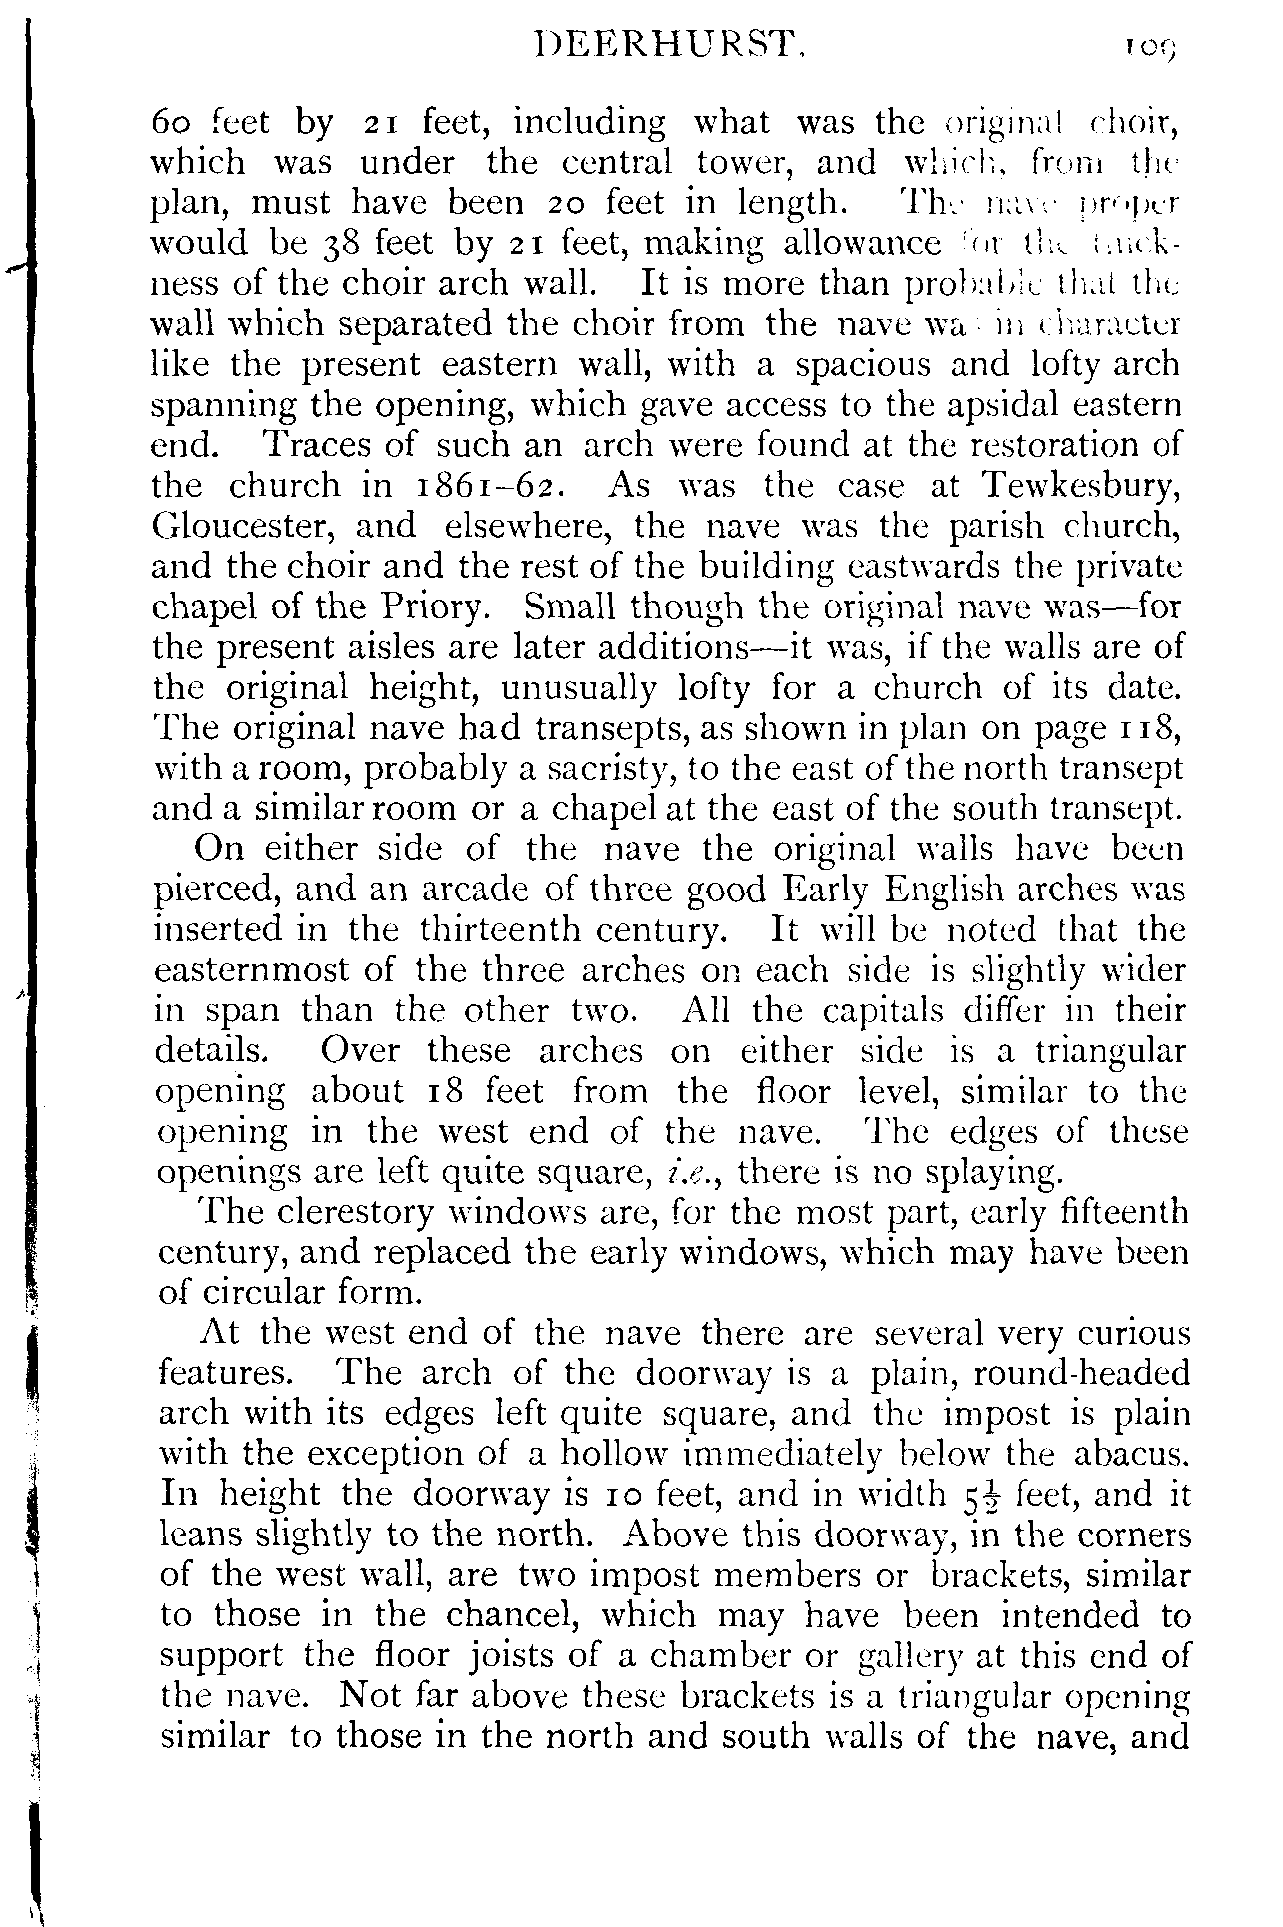 DEERHURST. 109
60 feet by 21 feet, including what was the original choir,
which was under the central tower, and which, from the
plan, must have been 20 feet in length. The nave proper
would be 38 feet by 21 feet, making allowance for the thick-
ness of the choir arch wall. It is more than probable that the
wall which separated the choir from the nave wa in character
like the present eastern wall, with a spacious and lofty arch
spanning the opening, which gave access to the apsidal eastern
end. Traces of such an arch were found at the restoration of
the church in 1861–62. As was the case at Tewkesbury,
Gloucester, and elsewhere, the nave was the parish church,
and the choir and the rest of the building eastwards the private
chapel of the Priory. Small though the original nave was—for
the present aisles are later additions—it was, if the walls are of
the original height, unusually lofty for a church of its date.
The original nave had transepts, as shown in plan on page 118,
with a room, probably a sacristy, to the east of the north transept
and a similar room or a chapel at the east of the south transept.
On either side of the nave the original walls have been
pierced, and an arcade of three good Early English arches was
inserted in the thirteenth century. It will be noted that the
easternmost of the three arches on each side is slightly wider
in span than the other two. All the capitals differ in their
details. Over these arches on either side is a triangular
opening about 18 feet from the floor level, similar to the
opening in the west end of the nave. The edges of these
openings are left quite square, i.e., there is no splaying.
The clerestory windows are, for the most part, early fifteenth
century, and replaced the early windows, which may have been
of circular form.
At the west end of the nave there are several very curious
features. The arch of the doorway is a plain, round-headed
arch with its edges left quite square, and the impost is plain
with the exception of a hollow immediately below the abacus.
In height the doorway is 10 feet, and in width 5½ feet, and it
leans slightly to the north. Above this doorway, in the corners
of the west wall, are two impost members or brackets, similar
to those in the chancel, which may have been intended to
support the floor joists of a chamber or gallery at this end of
the nave. Not far above these brackets is a triangular opening
similar to those in the north and south walls of the nave, and